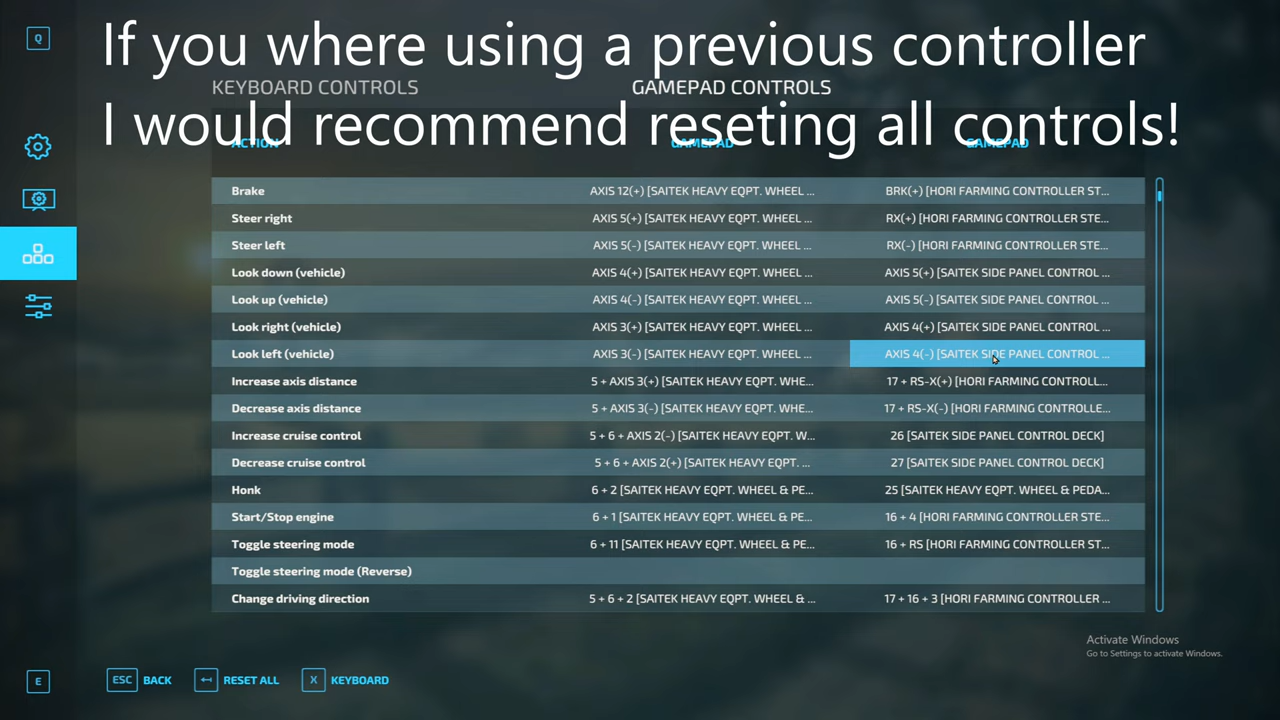 Q
If you where using a previous controller
KEYBOARD CONTROLS GAMEPAD CONTROLS
I would recommend reseting all controls!
ACTION GAMEPAD GAMEPAD
Brake AXIS 12(+) [SAITEK HEAVY EQPT. WHEEL ... BRK(+) [HORI FARMING CONTROLLER ST...
Steer right AXIS 5(+) [SAITEK HEAVY EQPT. WHEEL ... RX(+) [HORI FARMING CONTROLLER STE...
Steer left AXIS 5(-) [SAITEK HEAVY EQPT. WHEEL ... RX(-) [HORI FARMING CONTROLLER STE...
Look down (vehicle) AXIS 4(+) [SAITEK HEAVY EQPT. WHEEL ... AXIS 5(+) [SAITEK SIDE PANEL CONTROL ...
Look up (vehicle) AXIS 4(-) [SAITEK HEAVY EQPT. WHEEL ... AXIS 5(-) [SAITEK SIDE PANEL CONTROL ...
Look right (vehicle) AXIS 3(+) [SAITEK HEAVY EQPT. WHEEL ... AXIS 4(+) [SAITEK SIDE PANEL CONTROL ...
Look left (vehicle) AXIS 3(-) [SAITEK HEAVY EQPT. WHEEL ... AXIS 4(-) [SAITEK SIDE PANEL CONTROL ...
Increase axis distance 5 + AXIS 3(+) [SAITEK HEAVY EQPT. WHE... 17 + RS-X(+) [HORI FARMING CONTROLL...
Decrease axis distance 5 + AXIS 3(-) [SAITEK HEAVY EQPT. WHE... 17 + RS-X(-) [HORI FARMING CONTROLLE...
Increase cruise control 5 + 6 + AXIS 2(-) [SAITEK HEAVY EQPT. W... 26 [SAITEK SIDE PANEL CONTROL DECK]
Decrease cruise control 5 + 6 + AXIS 2(+) [SAITEK HEAVY EQPT. ... 27 [SAITEK SIDE PANEL CONTROL DECK]
Honk 6 + 2 [SAITEK HEAVY EQPT. WHEEL & PE... 25 [SAITEK HEAVY EQPT. WHEEL & PEDA...
Start/Stop engine 6 + 1 [SAITEK HEAVY EQPT. WHEEL & PE... 16 + 4 [HORI FARMING CONTROLLER STE...
Toggle steering mode 6 + 11 [SAITEK HEAVY EQPT. WHEEL & PE... 16 + RS [HORI FARMING CONTROLLER ST...
Toggle steering mode (Reverse)
Change driving direction 5 + 6 + 2 [SAITEK HEAVY EQPT. WHEEL & ... 17 + 16 + 3 [HORI FARMING CONTROLLER ...
Activate Windows
Go to Settings to activate Windows.
E ESC BACK RESET ALL X KEYBOARD